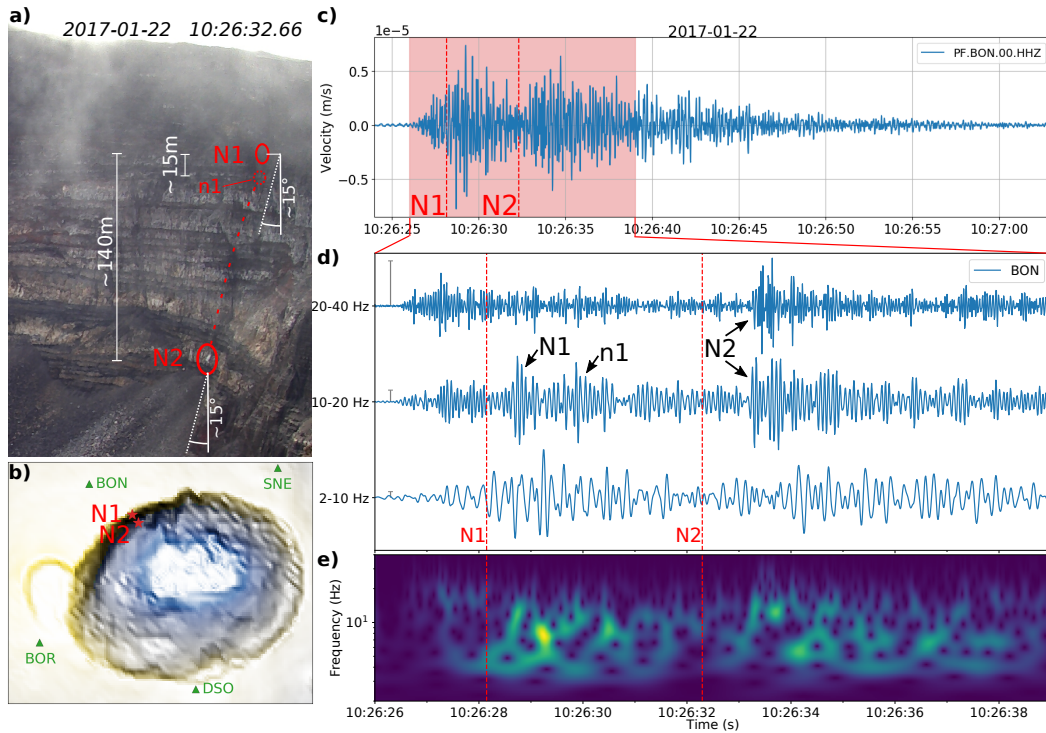 a)
2017-01-22 10:26:32.66
N1
~15m
n1
~15°
~140m
N2
~15°
b)
BON
SNE
N1
N2
BOR
DSO
c)
1e-5
2017-01-22
PF.BON.00.HHZ
Velocity (m/s)
0.5
0.0
−0.5
N1
N2
10:26:25
10:26:30
10:26:35
10:26:40
10:26:45
10:26:50
10:26:55
10:27:00
d)
BON
20-40 Hz
N1
n1
N2
10-20 Hz
2-10 Hz
N1
N2
e)
Frequency (Hz)
10¹
10:26:26
10:26:28
10:26:30
10:26:32
10:26:34
10:26:36
10:26:38
Time (s)